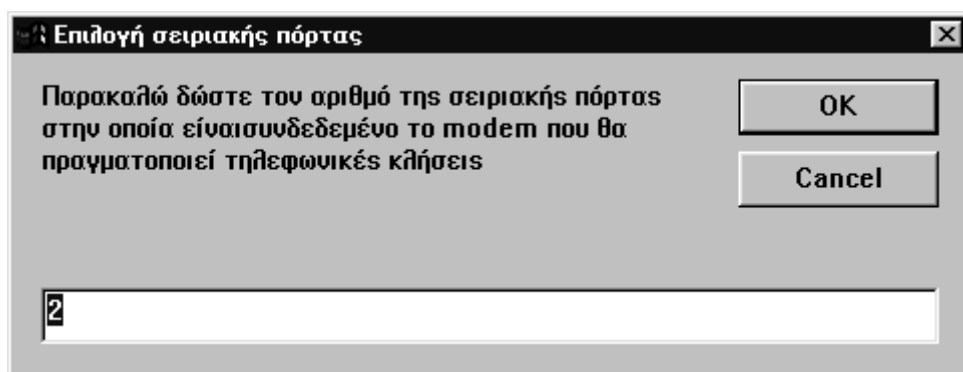 Επιλογή σειριακής πόρτας
Παρακαλώ δώστε τον αριθμό της σειριακής πόρτας
στην οποία είναισυνδεδεμένο το modem που θα
πραγματοποιεί τηλεφωνικές κλήσεις
OK
Cancel
2